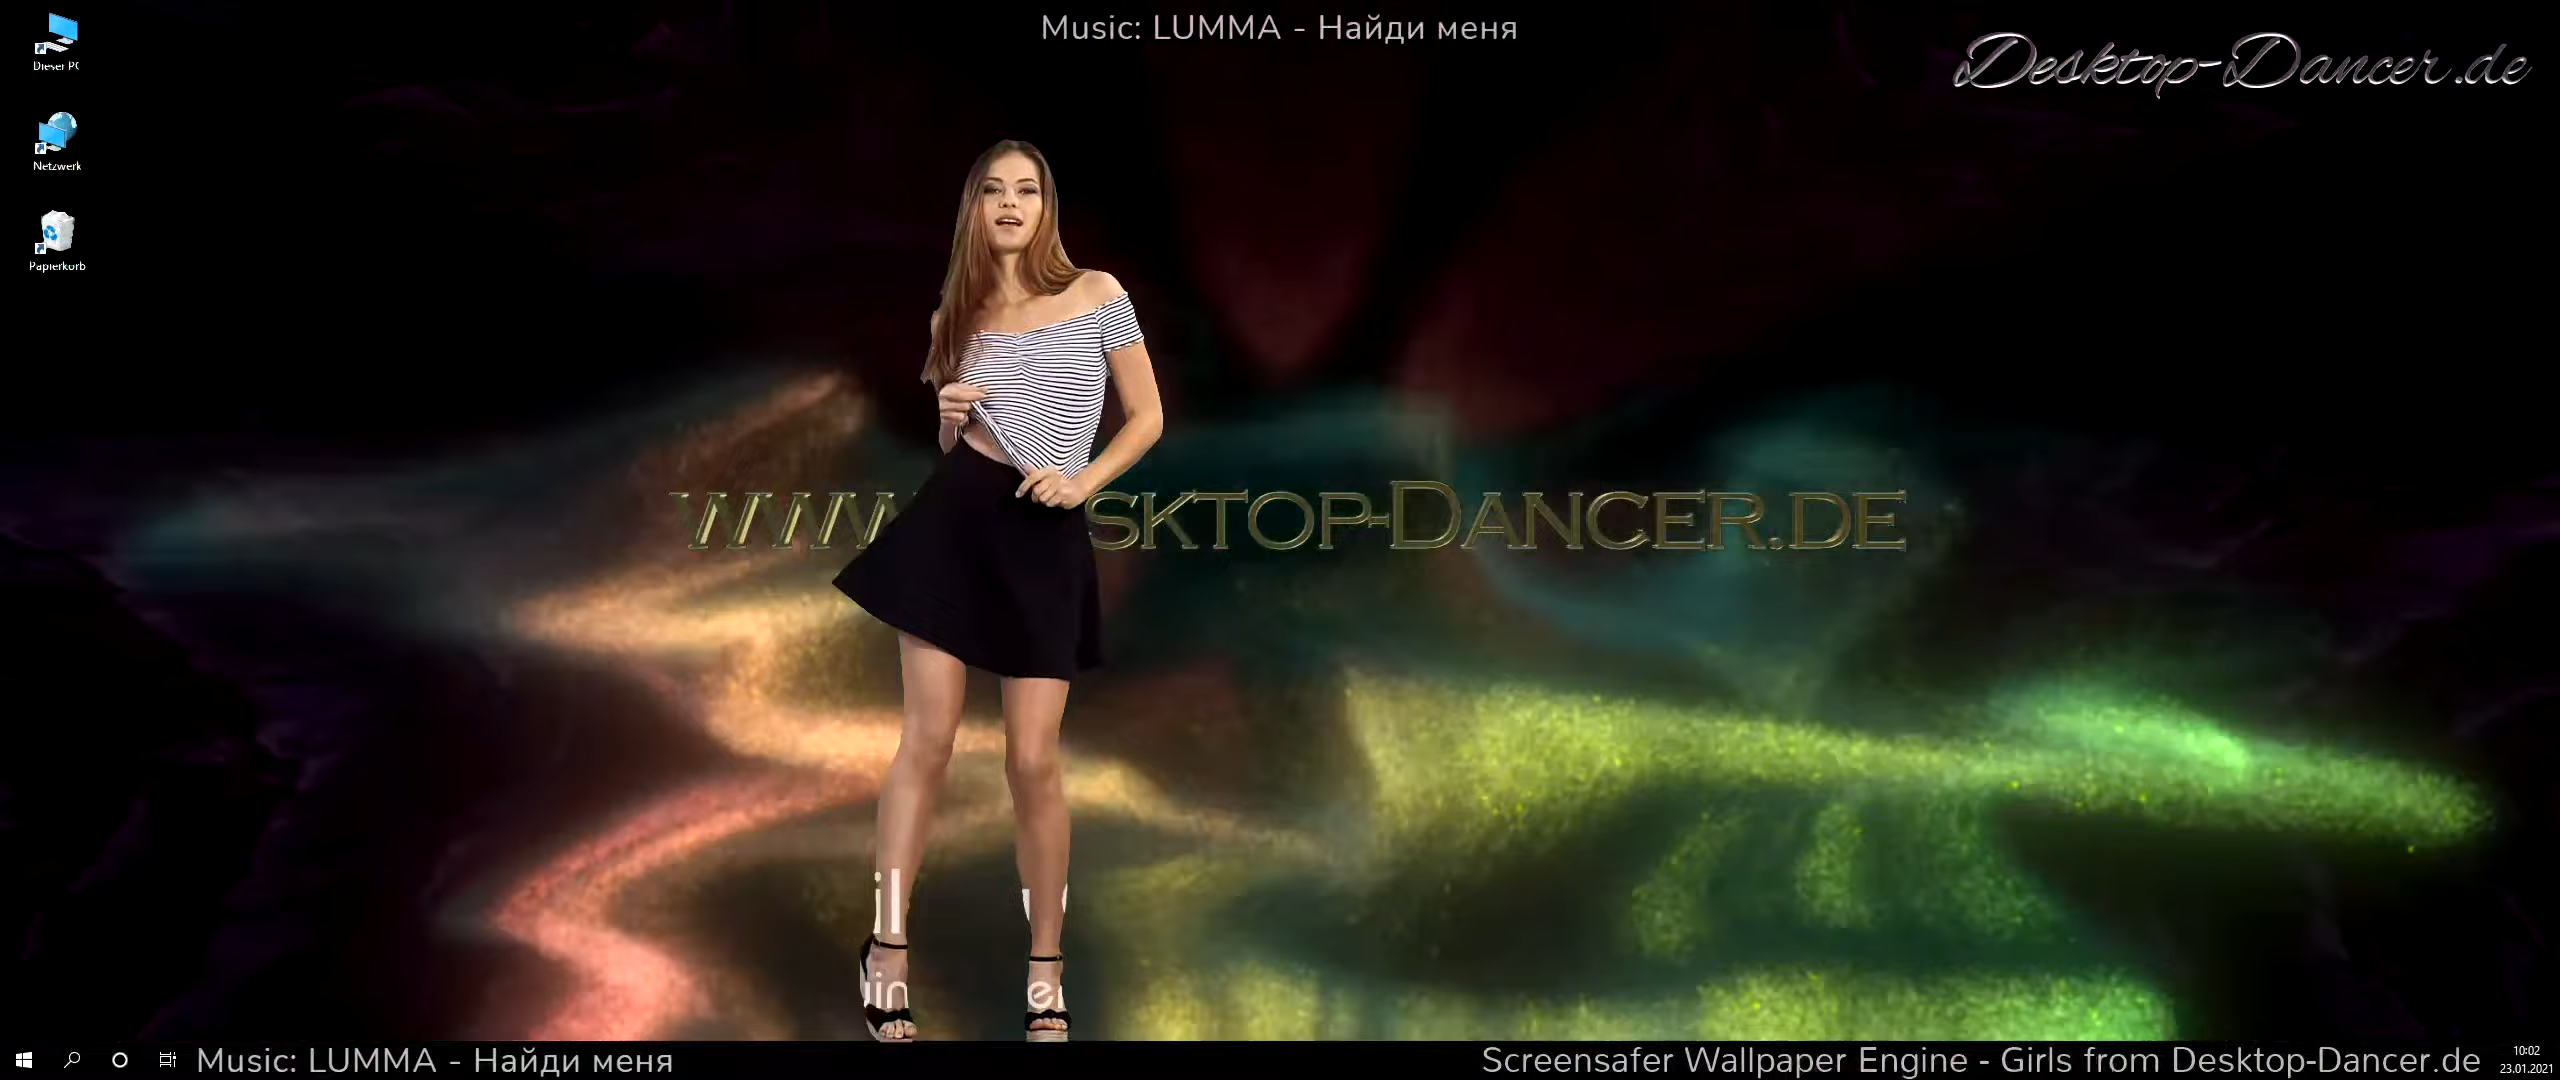 Music: LUMMA - Найди меня
Desktop-Dancer.de
Dieser PC
Netzwerk
Papierkorb
SKTOP-DANCER.DE
Music: LUMMA - Найди меня
Screensafer Wallpaper Engine - Girls from Desktop-Dancer.de
10:02
23.01.2021